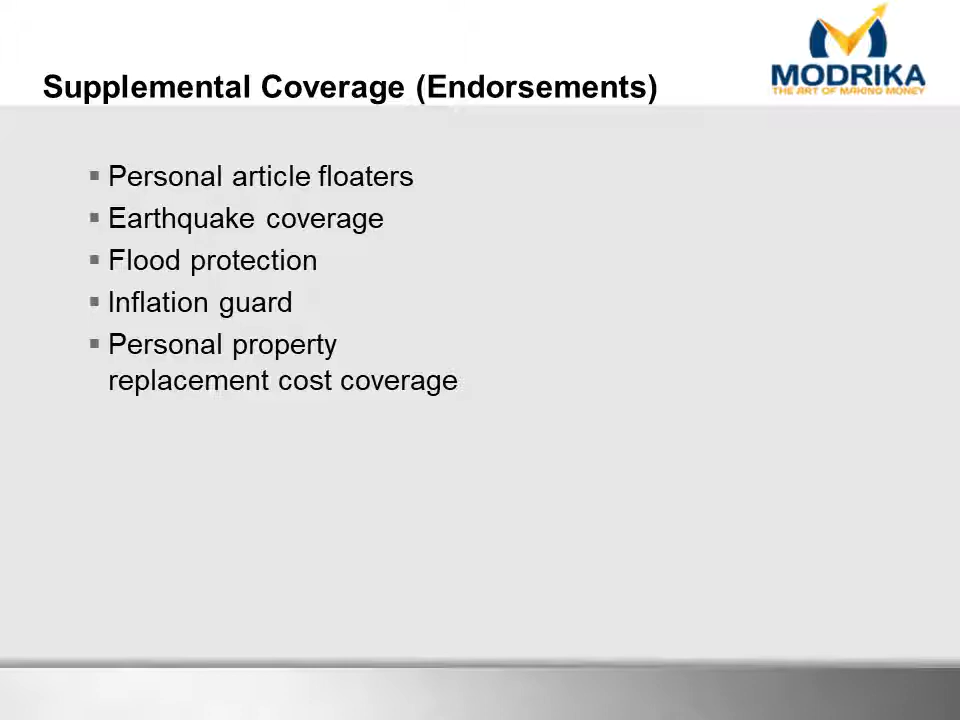 MODRIKA
THE ART OF MAKING MONEY
Supplemental Coverage (Endorsements)
Personal article floaters
Earthquake coverage
Flood protection
Inflation guard
Personal property
replacement cost coverage